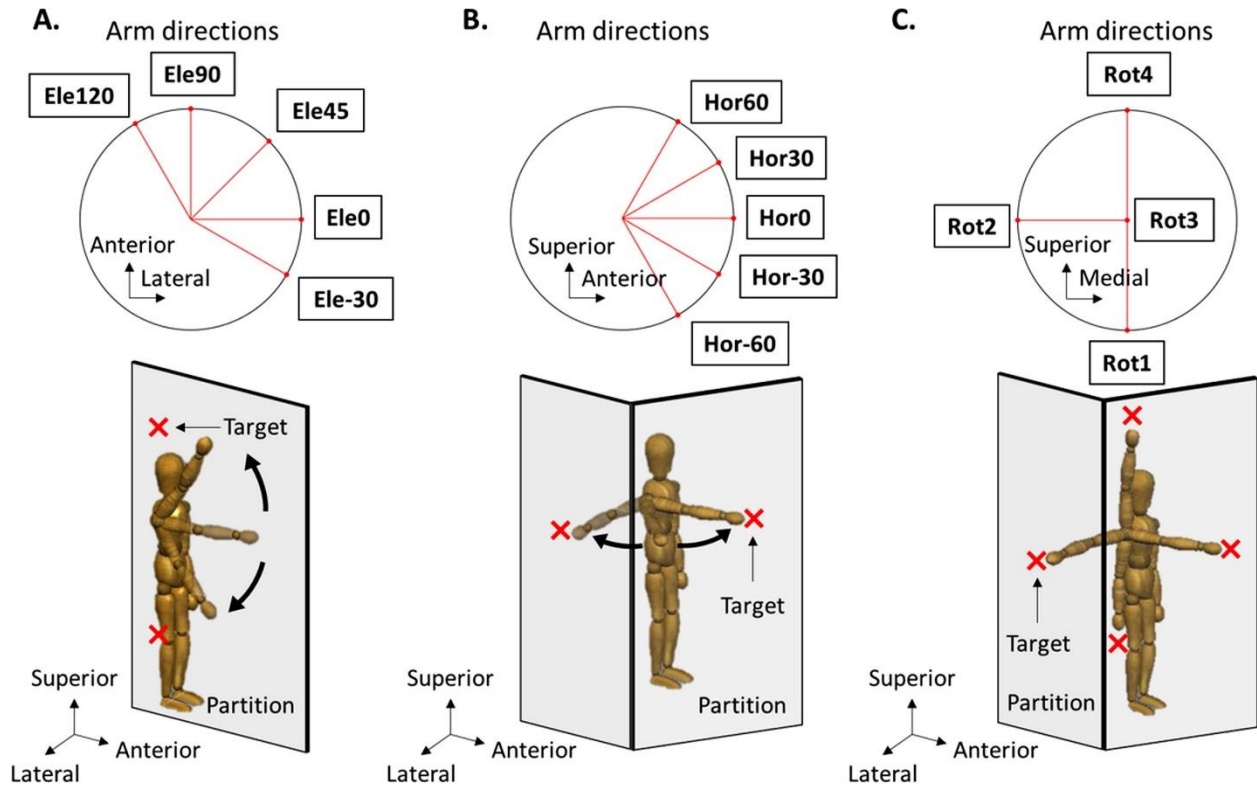 A.
Arm directions
Ele90
Ele120
Ele45
Ele0
Anterior
Lateral
Ele-30
Target
Superior
Partition
Anterior
Lateral
B.
Arm directions
Hor60
Hor30
Hor0
Superior
Anterior
Hor-30
Hor-60
Target
Superior
Partition
Anterior
Lateral
C.
Arm directions
Rot4
Rot2
Rot3
Superior
Medial
Rot1
Target
Superior
Partition
Anterior
Lateral